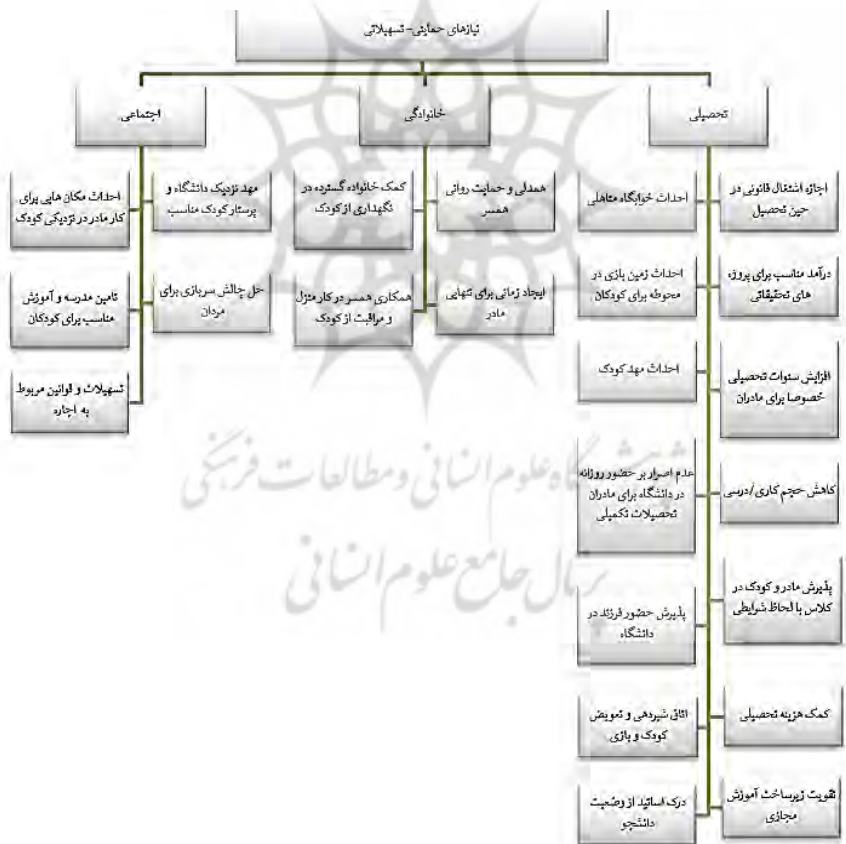 نیازهای حمایتی- تسهیلاتی
تحصیلی
خانوادگی
اجتماعی
اجازه اشتغال قانونی در
حین تحصیل
احداث خوابگاه متاهلی
درآمد مناسب برای پروژه
های تحقیقاتی
احداث زمین بازی در
محوطه برای کودکان
افزایش سنوات تحصیلی
خصوصا برای مادران
احداث مهد کودک
کاهش حجم کاری/درسی
عدم اصرار بر حضور روزانه
در دانشگاه برای مادران
تحصیلات تکمیلی
پذیرش مادر و کودک در
کلاس با لحاظ شرایطی
پذیرش حضور فرزند در
دانشگاه
کمک هزینه تحصیلی
اتاق شیردهی و تعویض
کودک و بازی
تقویت زیرساخت آموزش
مجازی
درک اساتید از وضعیت
دانشجو
همدلی و حمایت روانی
همسر
کمک خانواده گسترده در
نگهداری از کودک
ایجاد زمانی برای تنهایی
مادر
همکاری همسر در کار منزل
و مراقبت از کودک
مهد نزدیک دانشگاه و
پرستار کودک مناسب
احداث مکان هایی برای
کار مادر در نزدیکی کودک
حل چالش سربازی برای
مردان
تامین مدرسه و آموزش
مناسب برای کودکان
تسهیلات و قوانین مربوط
به اجاره
پژوهشگاه علوم انسانی و مطالعات فرهنگی
پرتال جامع علوم انسانی